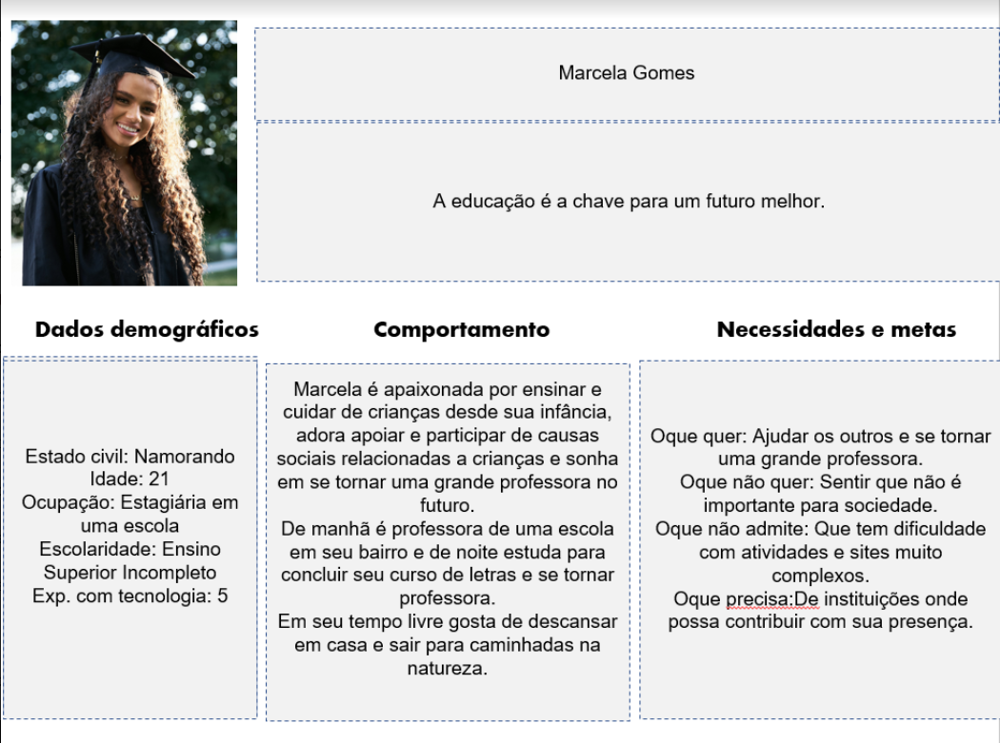 Marcela Gomes
A educação é a chave para um futuro melhor.
Dados demográficos
Estado civil: Namorando
Idade: 21
Ocupação: Estagiária em
uma escola
Escolaridade: Ensino
Superior Incompleto
Exp. com tecnologia: 5
Comportamento
Marcela é apaixonada por ensinar e
cuidar de crianças desde sua infância,
adora apoiar e participar de causas
sociais relacionadas a crianças e sonha
em se tornar uma grande professora no
futuro.
De manhã é professora de uma escola
em seu bairro e de noite estuda para
concluir seu curso de letras e se tornar
professora.
Em seu tempo livre gosta de descansar
em casa e sair para caminhadas na
natureza.
Necessidades e metas
Oque quer: Ajudar os outros e se tornar
uma grande professora.
Oque não quer: Sentir que não é
importante para sociedade.
Oque não admite: Que tem dificuldade
com atividades e sites muito
complexos.
Oque precisa:De instituições onde
possa contribuir com sua presença.